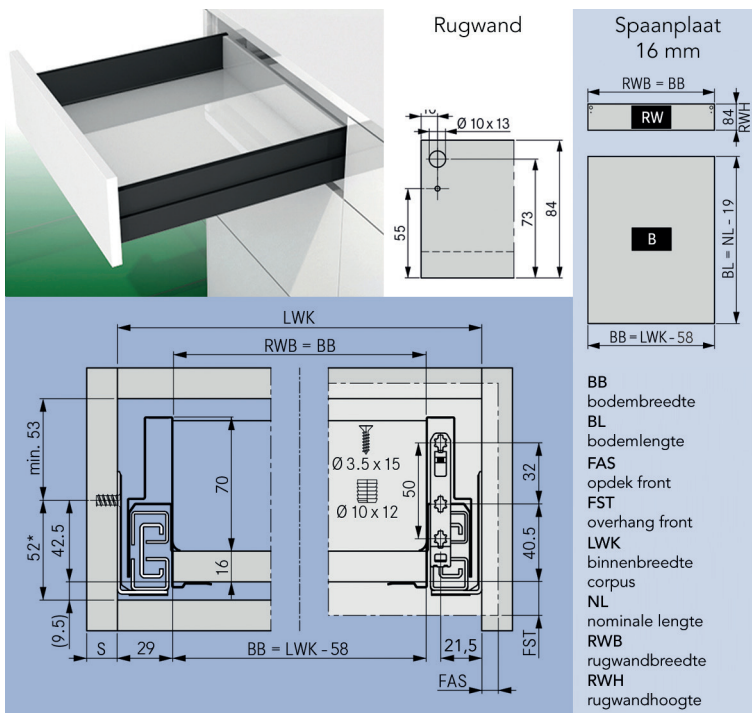 Rugwand
Ø 10 x 13
55
73
84
Spaanplaat
16 mm
RWB = BB
RW
84
RWH
B
BL = NL - 19
BB = LWK - 58
LWK
RWB = BB
min. 53
52*
42.5
(9.5)
70
16
Ø 3.5 x 15
Ø 10 x 12
50
32
40.5
S
29
BB = LWK - 58
21,5
FAS
FST
BB
bodembreedte
BL
bodemlengte
FAS
opdek front
FST
overhang front
LWK
binnenbreedte
corpus
NL
nominale lengte
RWB
rugwandbreedte
RWH
rugwandhoogte